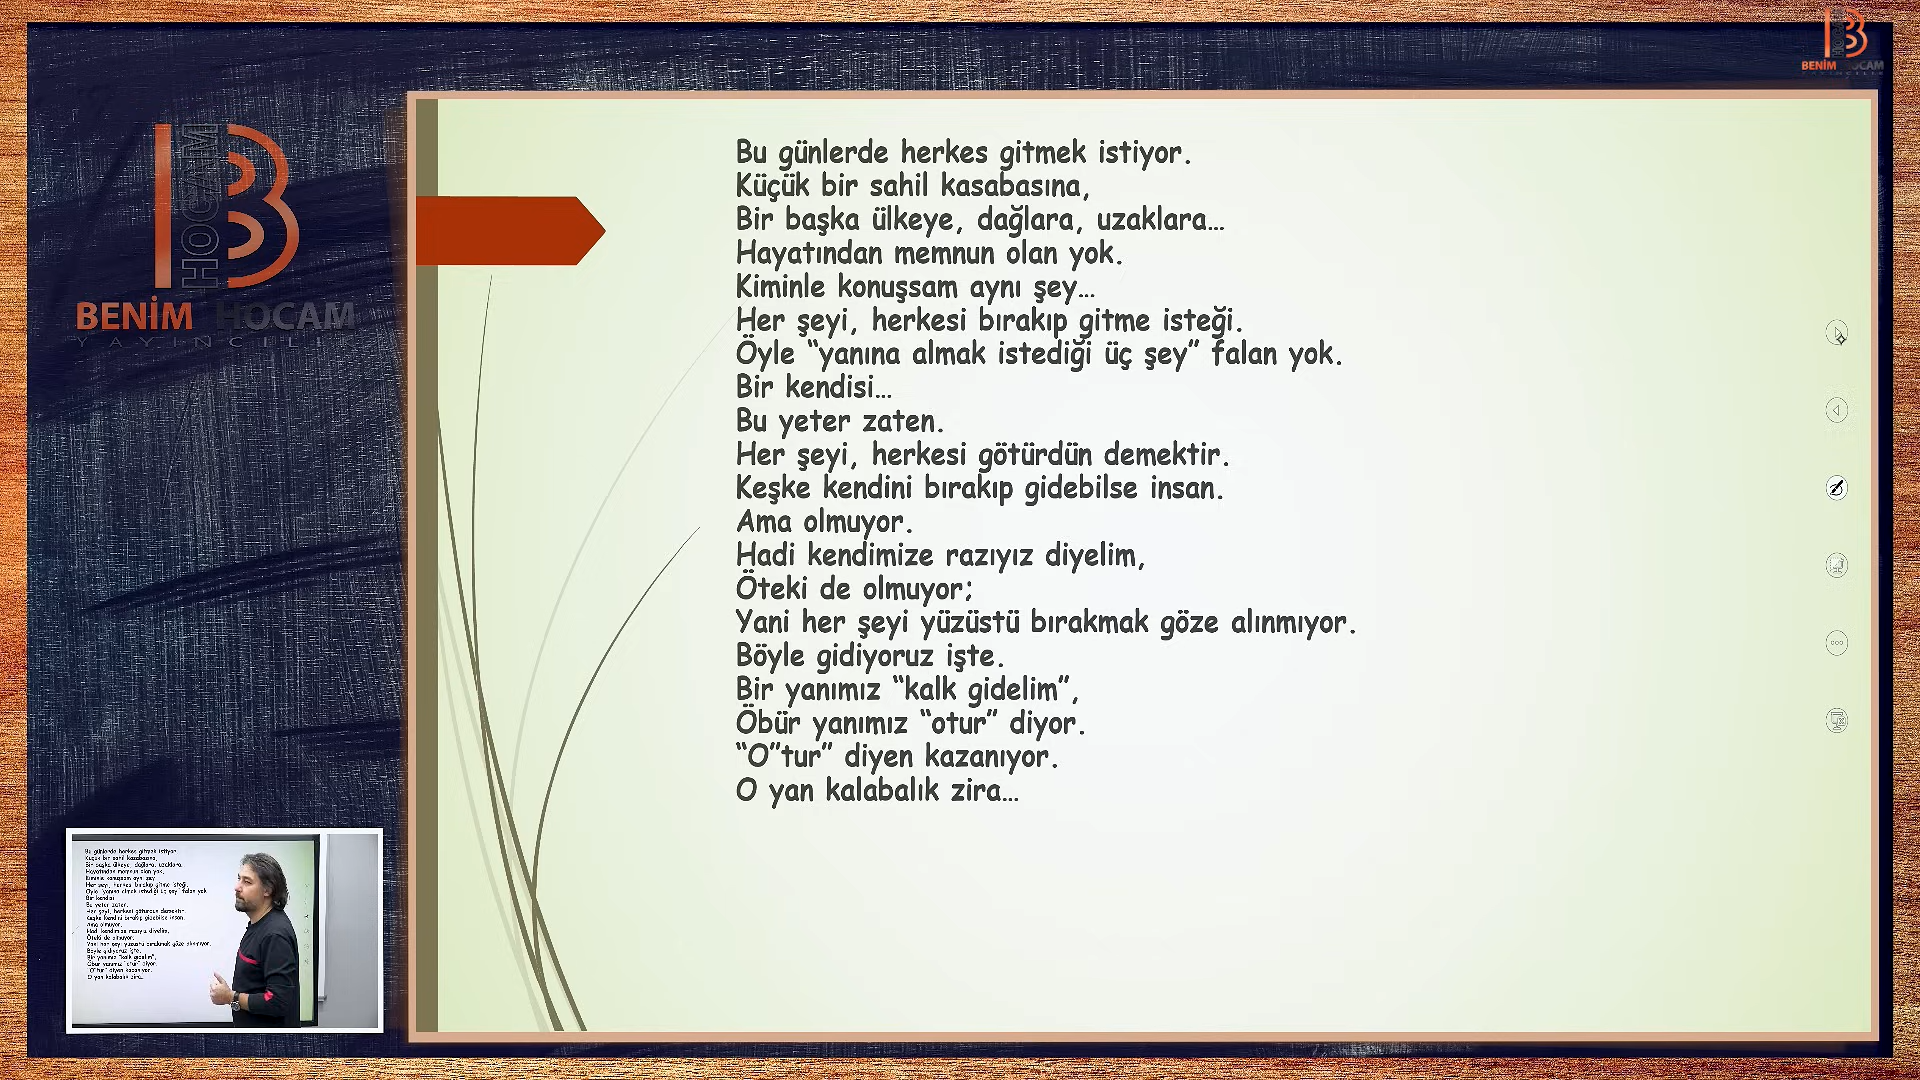 BENİM HOCAM
HOCAM
BENİM HOCAM
YAYINCILIK
Bu günlerde herkes gitmek istiyor.
Küçük bir sahil kasabasına,
Bir başka ülkeye, dağlara, uzaklara…
Hayatından memnun olan yok.
Kiminle konuşsam aynı şey…
Her şeyi, herkesi bırakıp gitme isteği.
Öyle “yanına almak istediği üç şey” falan yok.
Bir kendisi…
Bu yeter zaten.
Her şeyi, herkesi götürdün demektir.
Keşke kendini bırakıp gidebilse insan.
Ama olmuyor.
Hadi kendimize razıyız diyelim,
Öteki de olmuyor;
Yani her şeyi yüzüstü bırakmak göze alınmıyor.
Böyle gidiyoruz işte.
Bir yanımız “kalk gidelim”,
Öbür yanımız “otur” diyor.
“O”tur” diyen kazanıyor.
O yan kalabalık zira…